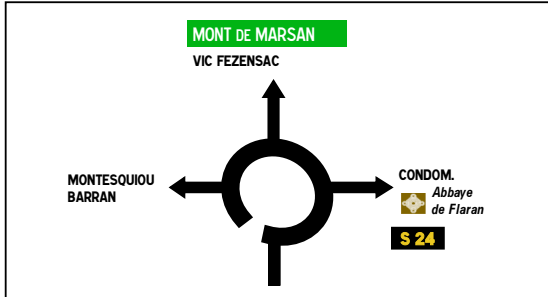 MONT DE MARSAN
VIC FEZENSAC
MONTESQUIOU
BARRAN
CONDOM.
Abbaye
de Flaran
S 24